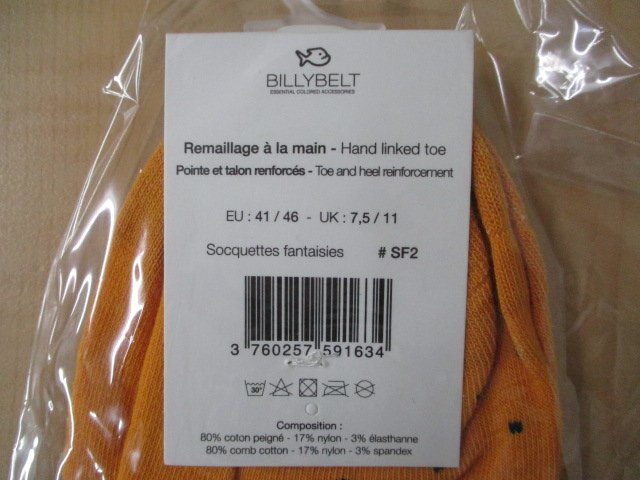 BILLYBELT
ESSENTIAL COLORED ACCESSORIES
Remaillage à la main - Hand linked toe
Pointe et talon renforcés - Toe and heel reinforcement
EU : 41 / 46 - UK : 7,5 / 11
Socquettes fantaisies # SF2
3 760257 591634
30°
Composition :
80% coton peigné - 17% nylon - 3% élasthanne
80% comb cotton - 17% nylon - 3% spandex